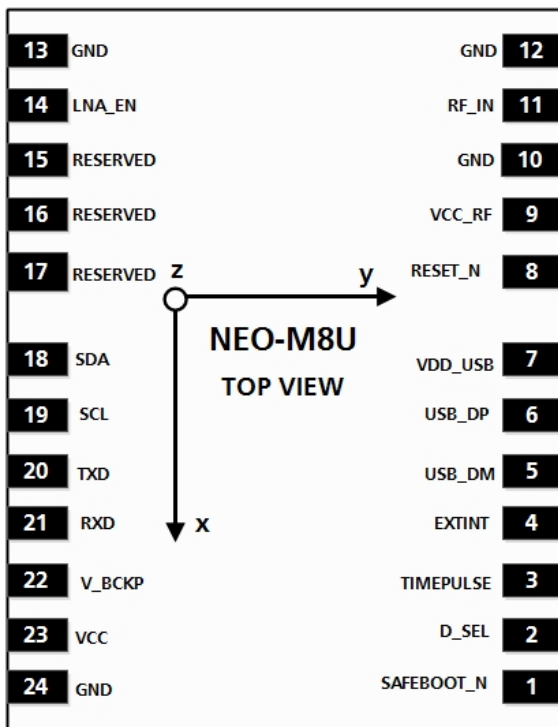 13 GND GND 12
14 LNA_EN RF_IN 11
15 RESERVED GND 10
16 RESERVED VCC_RF 9
17 RESERVED RESET_N 8
z y
NEO-M8U
TOP VIEW
18 SDA VDD_USB 7
19 SCL USB_DP 6
20 TXD USB_DM 5
21 RXD EXTINT 4
x
22 V_BCKP TIMEPULSE 3
23 VCC D_SEL 2
24 GND SAFEBOOT_N 1